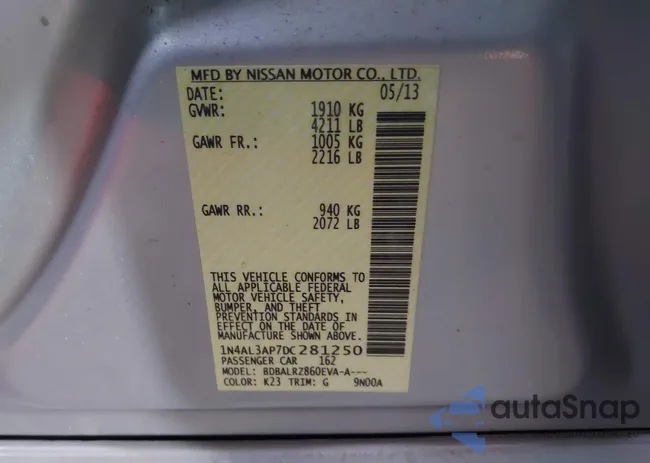 MFD BY NISSAN MOTOR CO., LTD.
DATE: 05/13
GVWR: 1910 KG
4211 LB
GAWR FR.: 1005 KG
2216 LB
GAWR RR.: 940 KG
2072 LB
THIS VEHICLE CONFORMS TO
ALL APPLICABLE FEDERAL
MOTOR VEHICLE SAFETY,
BUMPER, AND THEFT
PREVENTION STANDARDS IN
EFFECT ON THE DATE OF
MANUFACTURE SHOWN ABOVE.
1N4AL3AP7DC281250
PASSENGER CAR 162
MODEL: BDBALRZ860EVA-A---
COLOR: K23 TRIM: G 9N00A
autoSnap